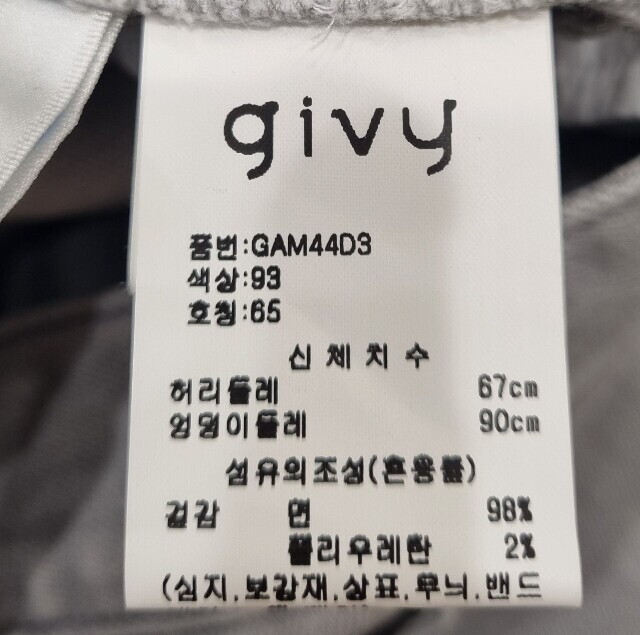 givy
품번:GAM44D3
색상:93
호칭:65
신체치수
허리둘레 67cm
엉덩이둘레 90cm
섬유의조성(혼용률)
겉감 면 98%
폴리우레탄 2%
(심지,보강재,상표,무늬,밴드